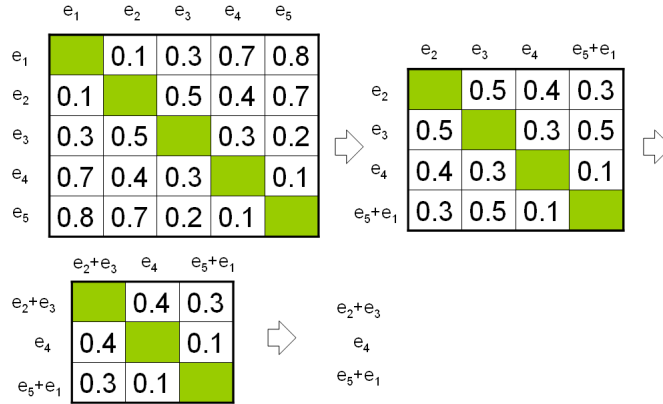 e₁ e₂ e₃ e₄ e₅
e₁ 0.1 0.3 0.7 0.8
e₂ 0.1 0.5 0.4 0.7
e₃ 0.3 0.5 0.3 0.2
e₄ 0.7 0.4 0.3 0.1
e₅ 0.8 0.7 0.2 0.1
e₂ e₃ e₄ e₅+e₁
e₂ 0.5 0.4 0.3
e₃ 0.5 0.3 0.5
e₄ 0.4 0.3 0.1
e₅+e₁ 0.3 0.5 0.1
e₂+e₃ e₄ e₅+e₁
e₂+e₃ 0.4 0.3
e₄ 0.4 0.1
e₅+e₁ 0.3 0.1
e₂+e₃
e₄
e₅+e₁